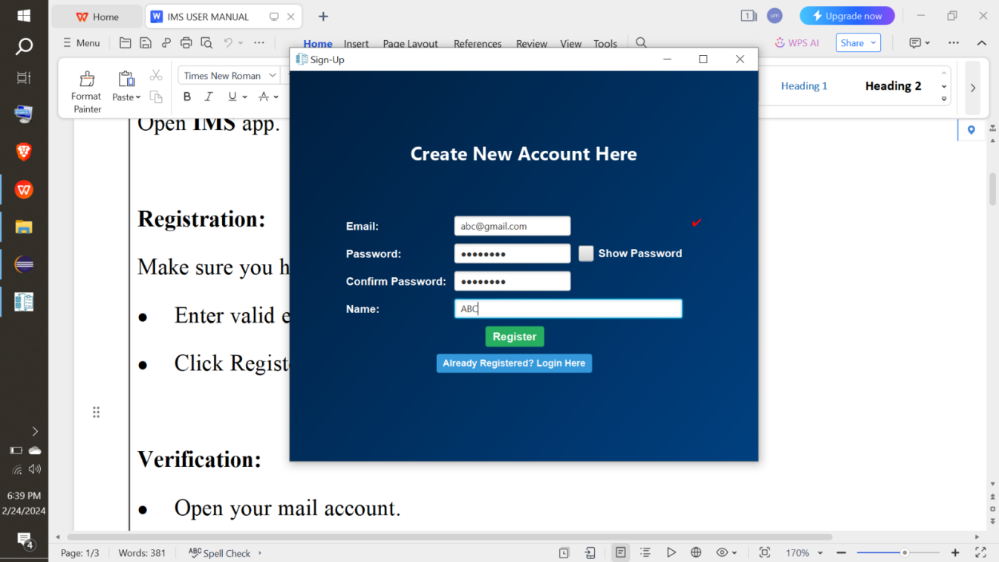 Home
IMS USER MANUAL
um
Upgrade now
Menu
Home Insert Page Layout References Review View Tools
WPS AI
Share
Sign-Up
Format Painter
Paste
Times New Roman
B I U A
Heading 1
Heading 2
Open IMS app.
Registration:
Make sure you h
Enter valid e
Click Regist
Verification:
Open your mail account.
Create New Account Here
Email: abc@gmail.com
Password: ●●●●●●●● Show Password
Confirm Password: ●●●●●●●●
Name: ABC
Register
Already Registered? Login Here
6:39 PM
2/24/2024
4
Page: 1/3 Words: 381 ABC Spell Check 170%